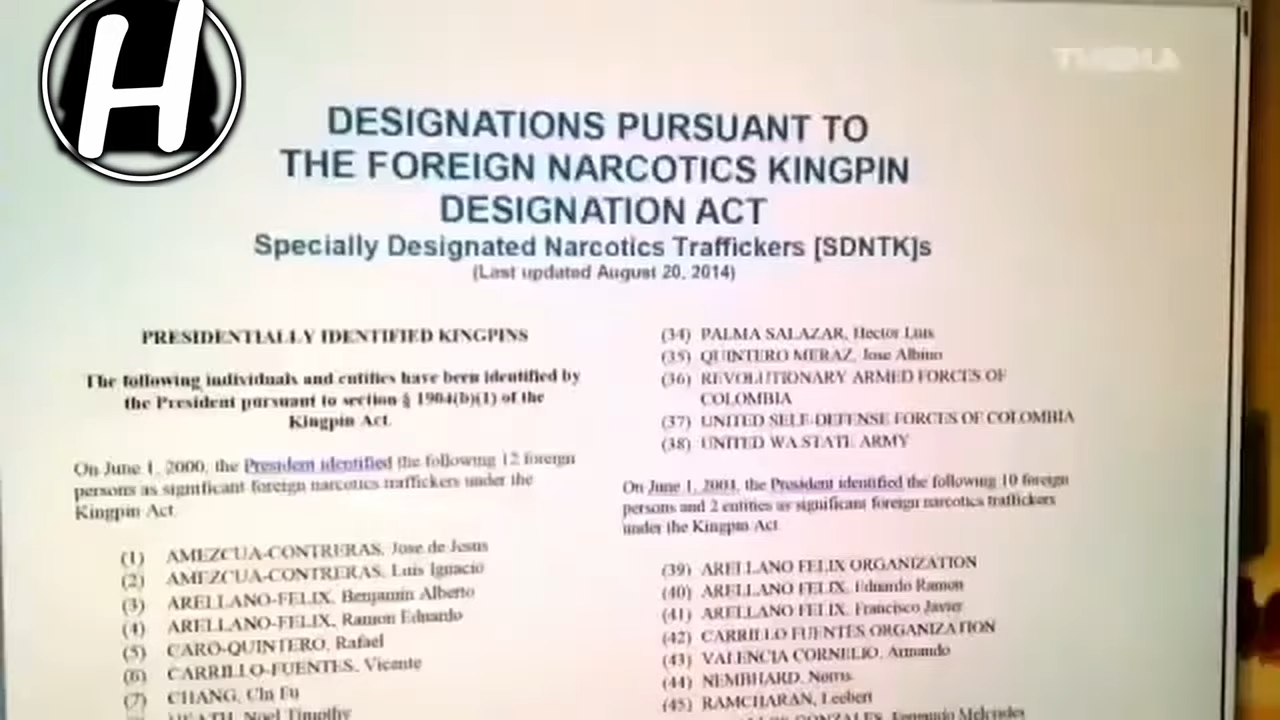 H
DESIGNATIONS PURSUANT TO
THE FOREIGN NARCOTICS KINGPIN
DESIGNATION ACT
Specially Designated Narcotics Traffickers [SDNTK]s
(Last updated August 20, 2014)
PRESIDENTIALLY IDENTIFIED KINGPINS
The following individuals and entities have been identified by
the President pursuant to section § 1904(b)(1) of the
Kingpin Act.
On June 1, 2000, the President identified the following 12 foreign
persons as significant foreign narcotics traffickers under the
Kingpin Act.
(1) AMEZCUA-CONTRERAS, Jose de Jesus
(2) AMEZCUA-CONTRERAS, Luis Ignacio
(3) ARELLANO-FELIX, Benjamin Alberto
(4) ARELLANO-FELIX, Ramon Eduardo
(5) CARO-QUINTERO, Rafael
(6) CARRILLO-FUENTES, Vicente
(7) CHANG, Chi Fu
HEATH, Noel Timothy
(34) PALMA SALAZAR, Hector Luis
(35) QUINTERO MERAZ, Jose Albino
(36) REVOLUTIONARY ARMED FORCES OF
COLOMBIA
(37) UNITED SELF-DEFENSE FORCES OF COLOMBIA
(38) UNITED WA STATE ARMY
On June 1, 2004, the President identified the following 10 foreign
persons and 2 entities as significant foreign narcotics traffickers
under the Kingpin Act.
(39) ARELLANO FELIX ORGANIZATION
(40) ARELLANO FELIX, Eduardo Ramon
(41) ARELLANO FELIX, Francisco Javier
(42) CARRILLO FUENTES ORGANIZATION
(43) VALENCIA CORNELIO, Armando
(44) NEMBHARD, Norris
(45) RAMCHARAN, Leebert
GONZALES, Fernando Melciades